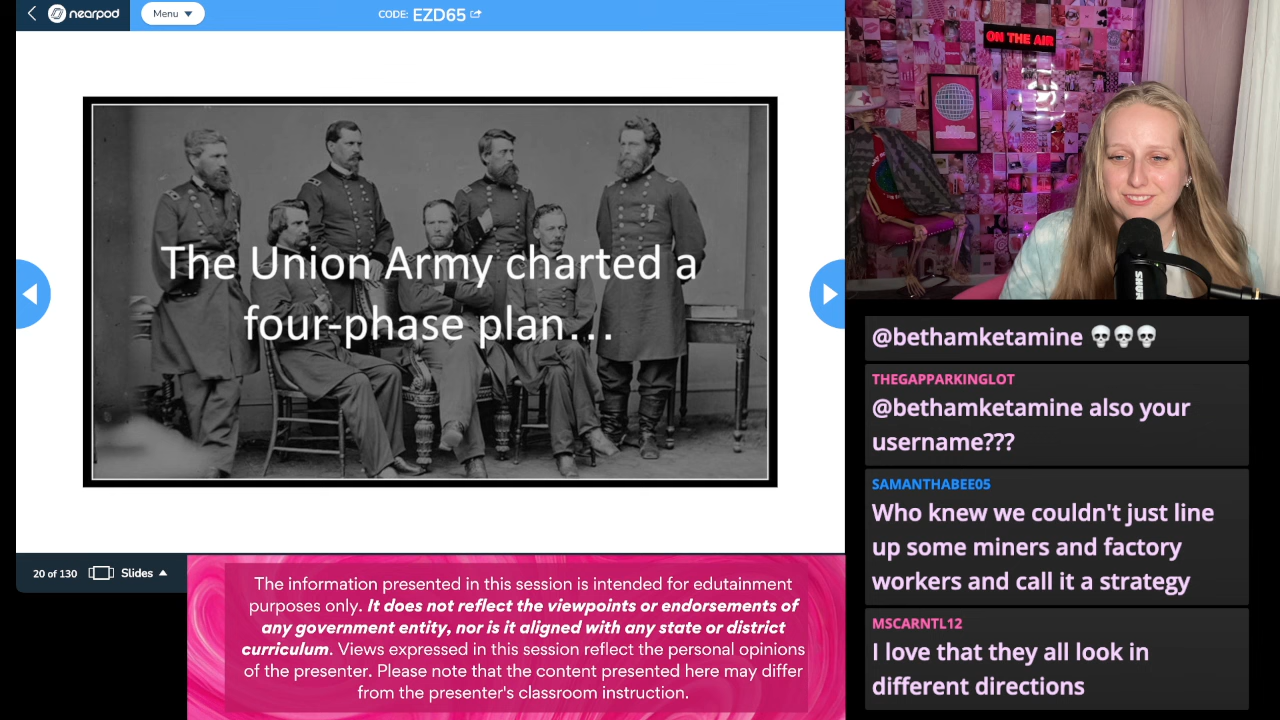 nearpod
Menu
CODE: EZD65
ON THE AIR
The Union Army charted a
four-phase plan...
20 of 130
Slides
The information presented in this session is intended for edutainment
purposes only. It does not reflect the viewpoints or endorsements of
any government entity, nor is it aligned with any state or district
curriculum. Views expressed in this session reflect the personal opinions
of the presenter. Please note that the content presented here may differ
from the presenter's classroom instruction.
@bethamketamine 💀💀💀
THEGAPPARKINGLOT
@bethamketamine also your
username???
SAMANTHABEE05
Who knew we couldn't just line
up some miners and factory
workers and call it a strategy
MSCARNTL12
I love that they all look in
different directions
SHUR